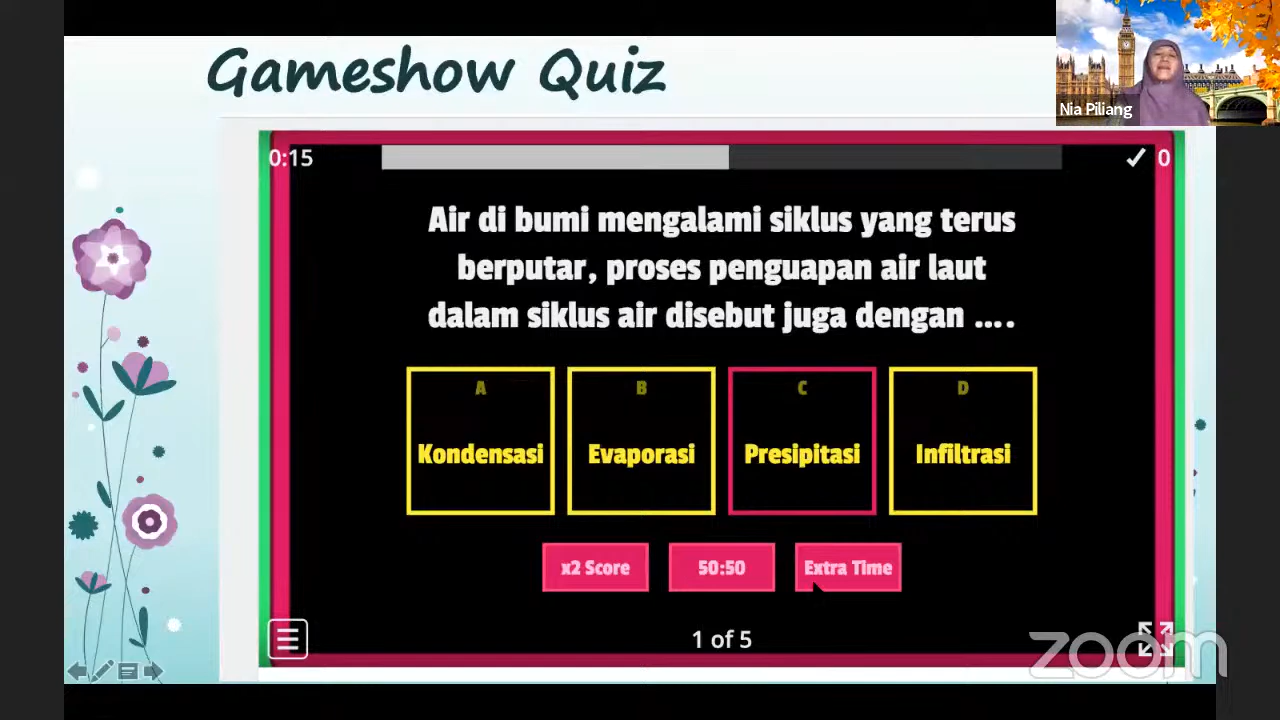 Gameshow Quiz
Nia Piliang
0:15
0
Air di bumi mengalami siklus yang terus
berputar, proses penguapan air laut
dalam siklus air disebut juga dengan ....
A
Kondensasi
B
Evaporasi
C
Presipitasi
D
Infiltrasi
x2 Score
50:50
Extra Time
1 of 5
zoom